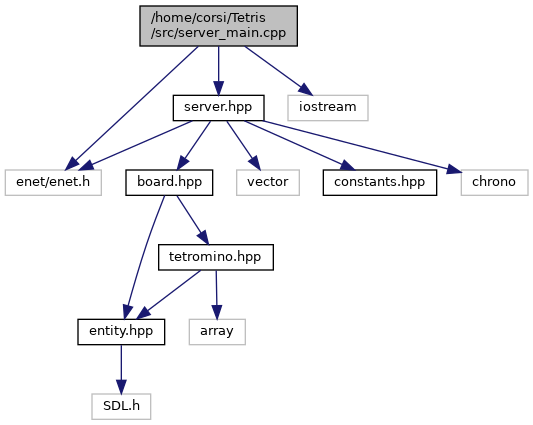 /home/corsi/Tetris
/src/server_main.cpp
server.hpp
iostream
enet/enet.h
board.hpp
vector
constants.hpp
chrono
tetromino.hpp
entity.hpp
array
SDL.h